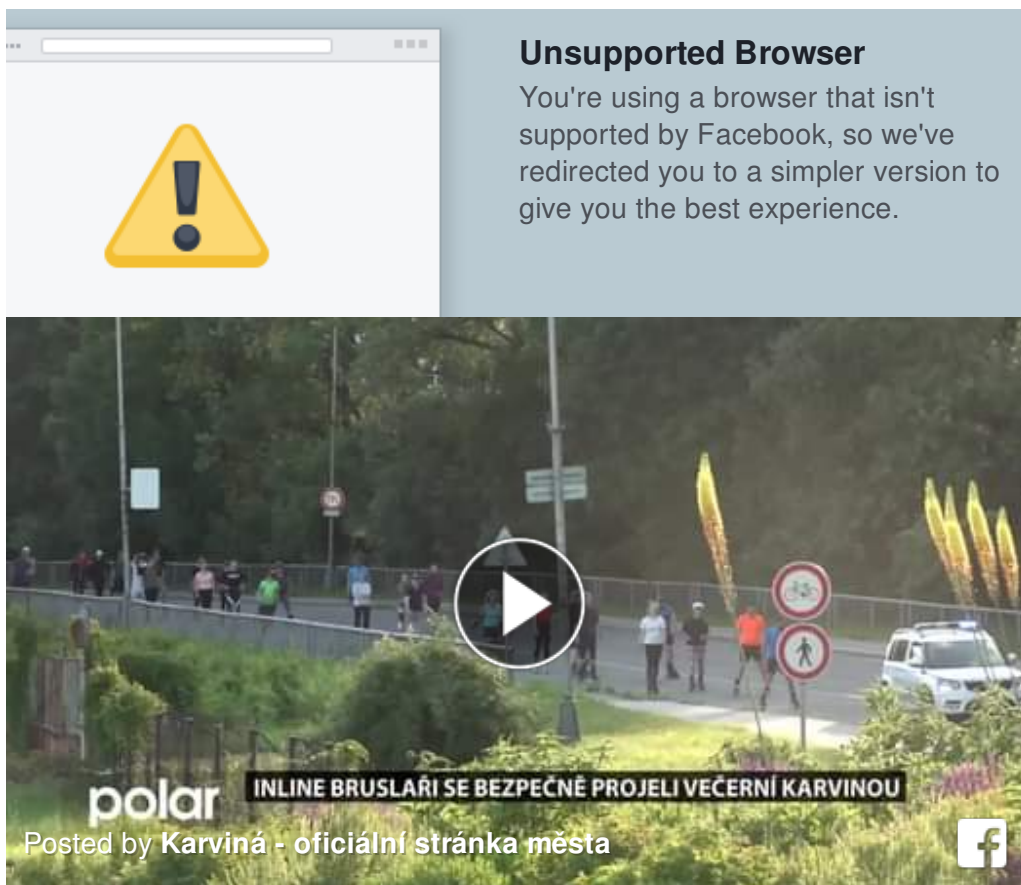 Unsupported Browser
You're using a browser that isn't
supported by Facebook, so we've
redirected you to a simpler version to
give you the best experience.
polar
INLINE BRUSLAŘI SE BEZPEČNĚ PROJELI VEČERNÍ KARVINOU
Posted by Karviná - oficiální stránka města